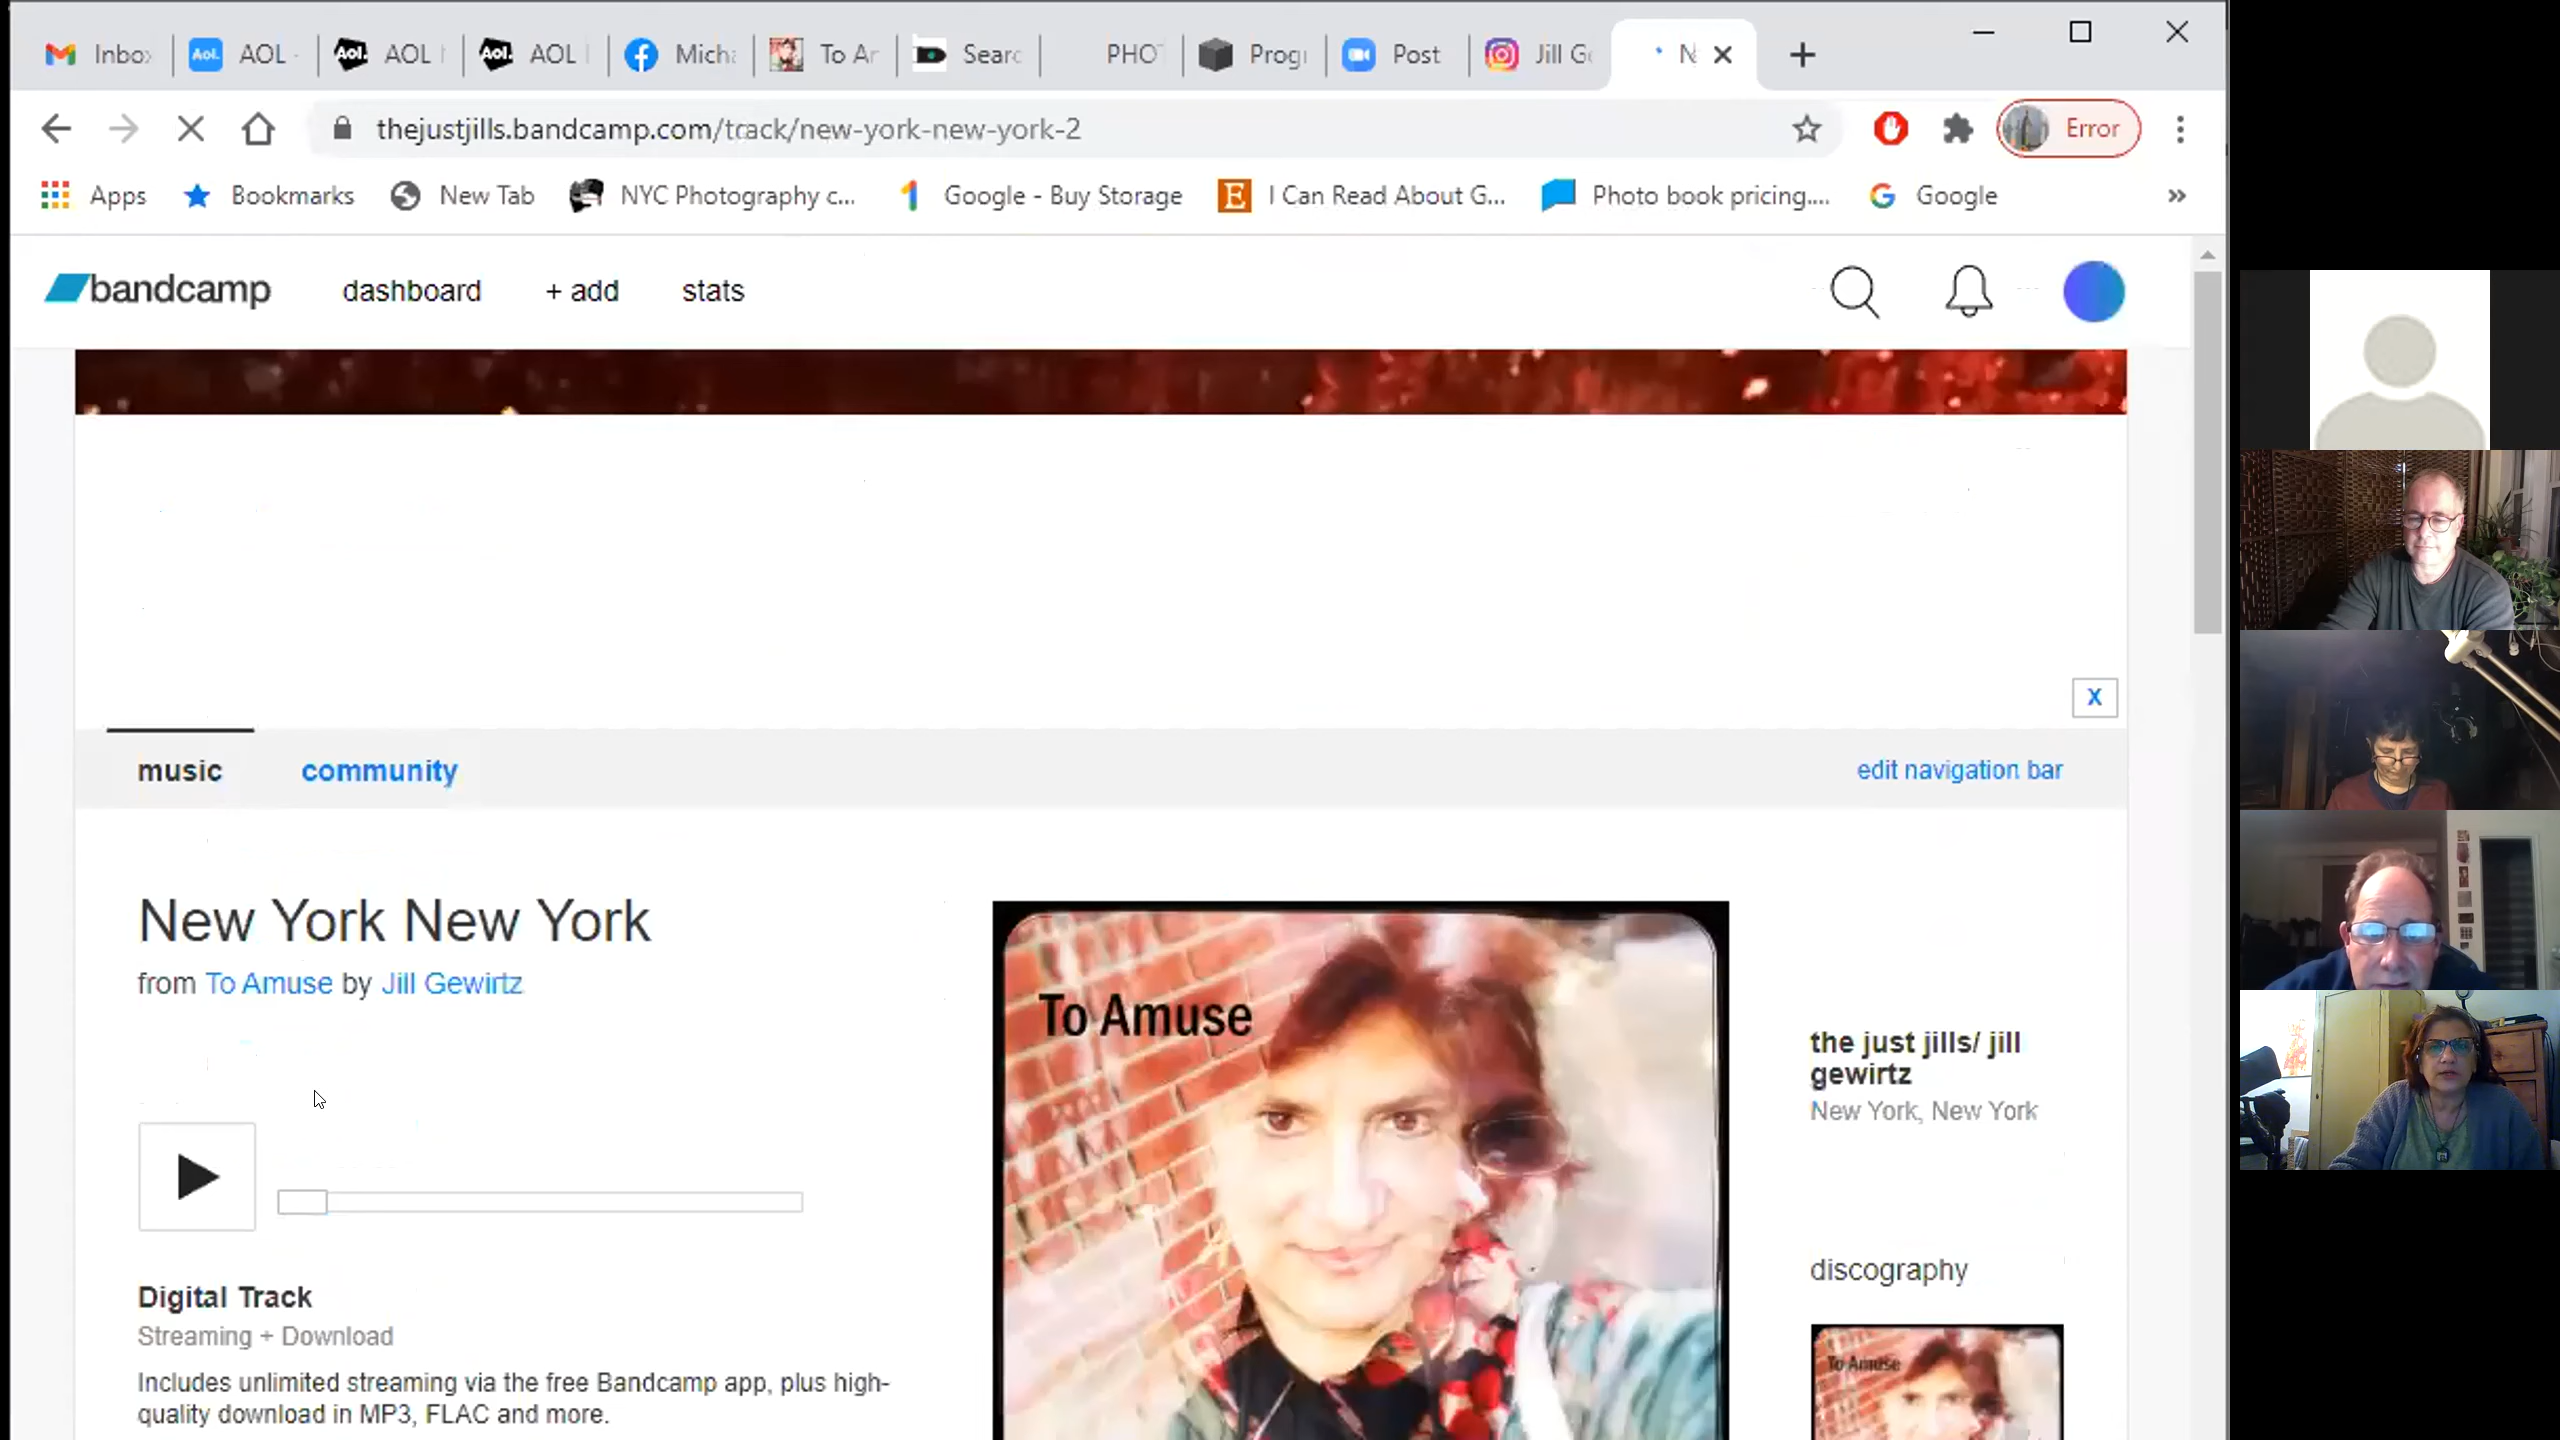 Inbo
AOL -
AOL
AOL
Mich
To Ar
Searc
PHO
Progr
Post
Jill Ge
N
thejustjills.bandcamp.com/track/new-york-new-york-2
Error
Apps
Bookmarks
New Tab
NYC Photography c...
Google - Buy Storage
I Can Read About G...
Photo book pricing....
Google
»
bandcamp
dashboard
+ add
stats
X
music
community
edit navigation bar
New York New York
from To Amuse by Jill Gewirtz
To Amuse
the just jills/ jill
gewirtz
New York, New York
discography
To Amuse
Digital Track
Streaming + Download
Includes unlimited streaming via the free Bandcamp app, plus high-
quality download in MP3, FLAC and more.